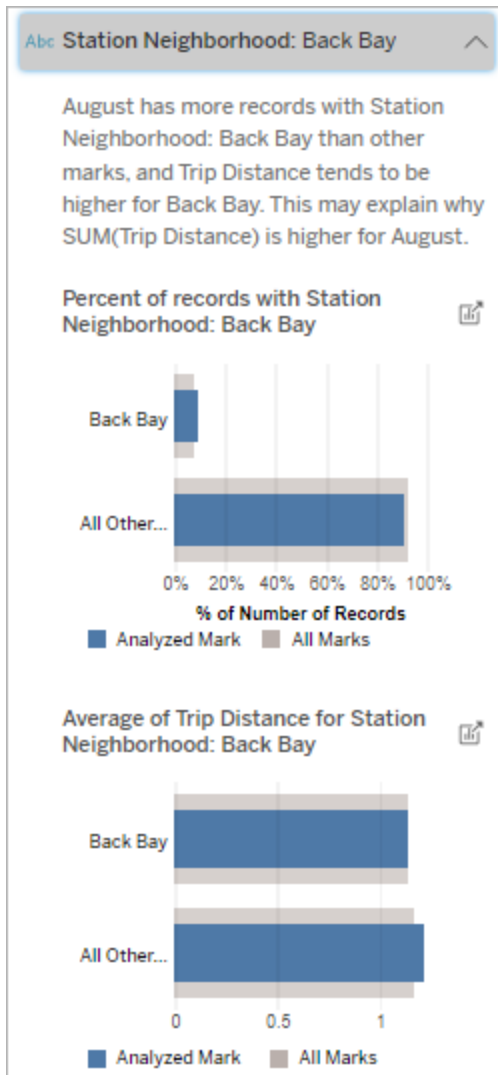 Abc Station Neighborhood: Back Bay
August has more records with Station
Neighborhood: Back Bay than other
marks, and Trip Distance tends to be
higher for Back Bay. This may explain why
SUM(Trip Distance) is higher for August.
Percent of records with Station
Neighborhood: Back Bay
Back Bay
All Other...
0% 20% 40% 60% 80% 100%
% of Number of Records
Analyzed Mark All Marks
Average of Trip Distance for Station
Neighborhood: Back Bay
Back Bay
All Other...
0 0.5 1
Analyzed Mark All Marks